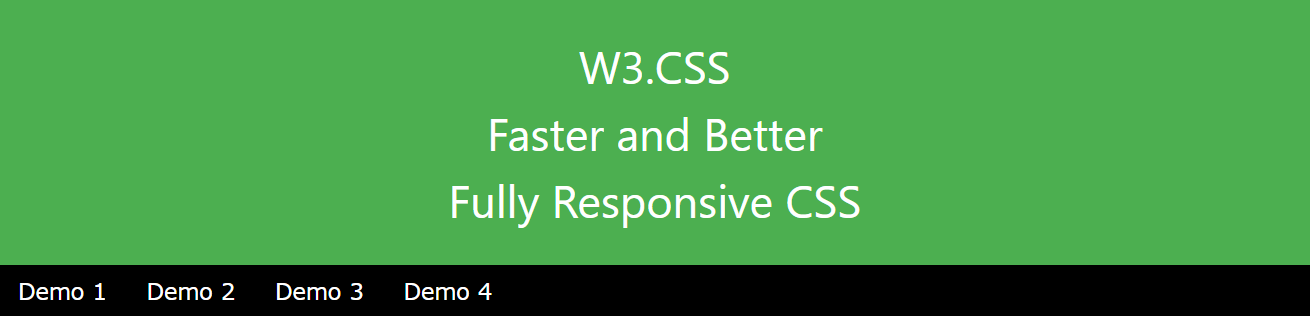 W3.CSS
Faster and Better
Fully Responsive CSS
Demo 1 Demo 2 Demo 3 Demo 4